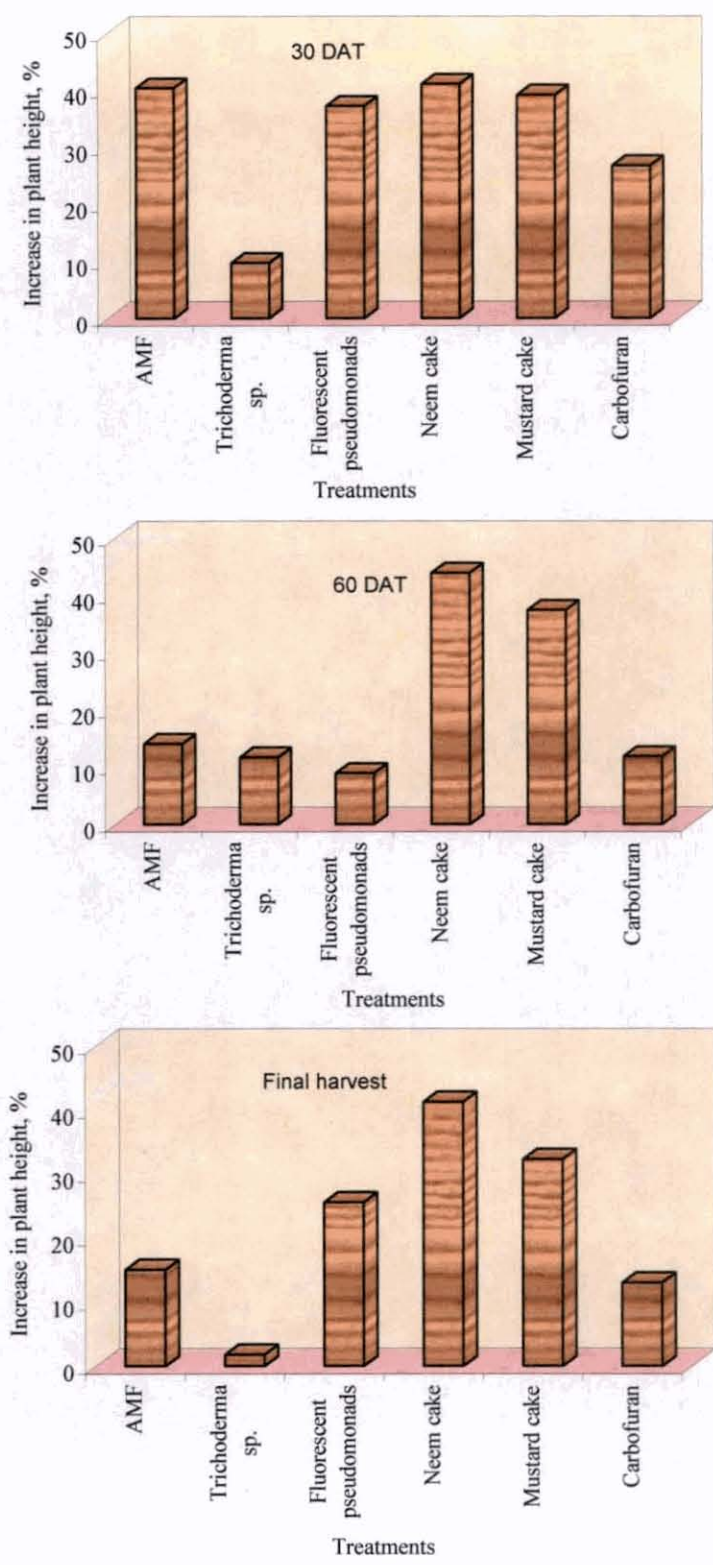 30 DAT
Increase in plant height, %
50
40
30
20
10
0
AMF
Trichoderma
sp.
Fluorescent
pseudomonads
Neem cake
Mustard cake
Carbofuran
Treatments
60 DAT
Increase in plant height, %
50
40
30
20
10
0
AMF
Trichoderma
sp.
Fluorescent
pseudomonads
Neem cake
Mustard cake
Carbofuran
Treatments
Final harvest
Increase in plant height, %
50
40
30
20
10
0
AMF
Trichoderma
sp.
Fluorescent
pseudomonads
Neem cake
Mustard cake
Carbofuran
Treatments